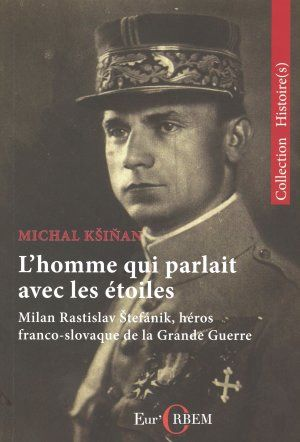 Collection Histoire(s)
MICHAL KŠIŇAN
L'homme qui parlait
avec les étoiles
Milan Rastislav Štefánik, héros
franco-slovaque de la Grande Guerre
Eur'ORBEM